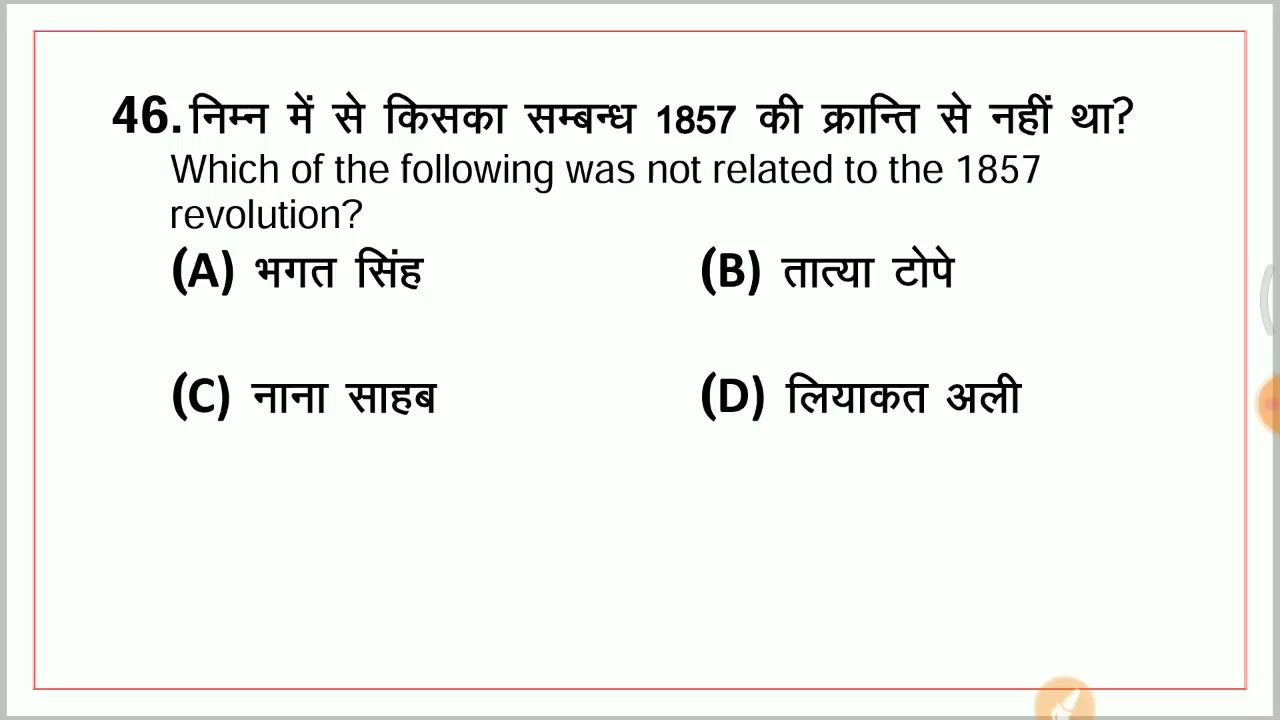 46. निम्न में से किसका सम्बन्ध 1857 की क्रान्ति से नहीं था?
Which of the following was not related to the 1857
revolution?
(A) भगत सिंह (B) तात्या टोपे
(C) नाना साहब (D) लियाकत अली